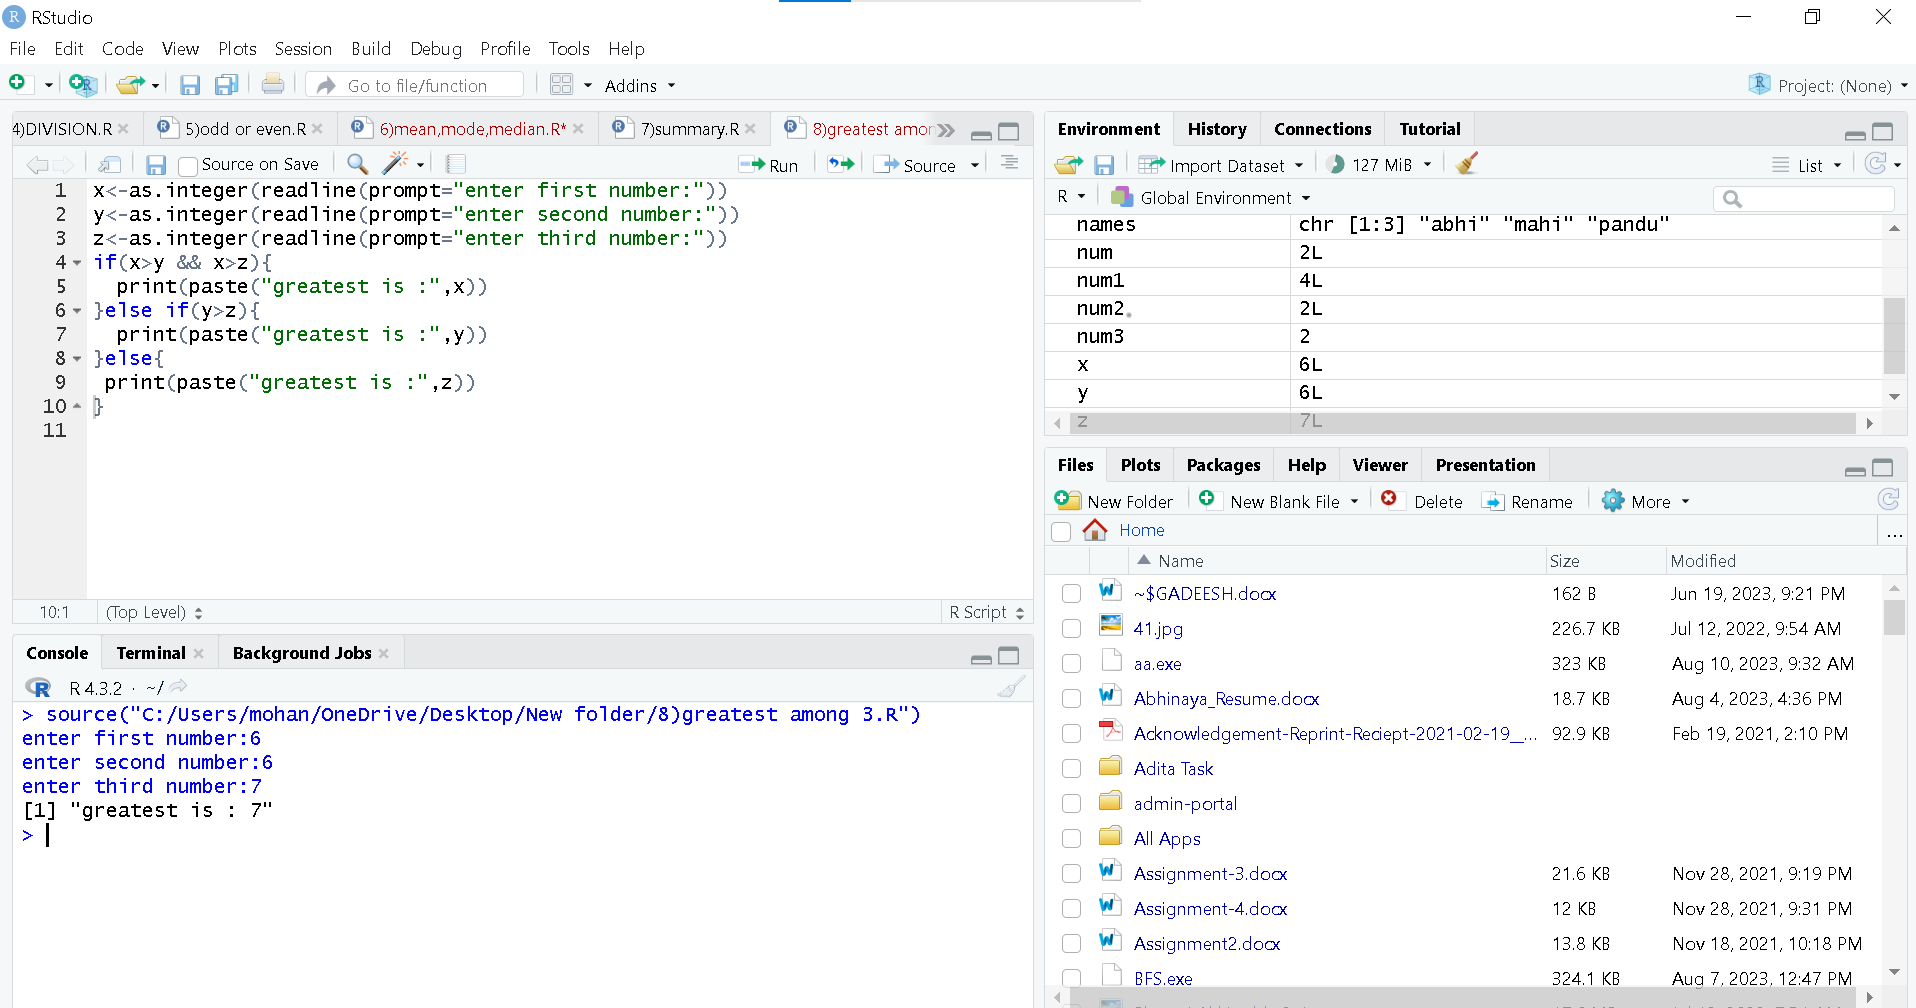 RStudio
File Edit Code View Plots Session Build Debug Profile Tools Help
Go to file/function Addins Project: (None)
4)DIVISION.R 5)odd or even.R 6)mean,mode,median.R* 7)summary.R 8)greatest amor
Source on Save Run Source
1 x<-as.integer(readline(prompt="enter first number:"))
2 y<-as.integer(readline(prompt="enter second number:"))
3 z<-as.integer(readline(prompt="enter third number:"))
4 if(x>y && x>z){
5 print(paste("greatest is :",x))
6 }else if(y>z){
7 print(paste("greatest is :",y))
8 }else{
9 print(paste("greatest is :",z))
10 }
11
10:1 (Top Level) R Script
Console Terminal Background Jobs
R 4.3.2 · ~/
> source("C:/Users/mohan/OneDrive/Desktop/New folder/8)greatest among 3.R")
enter first number:6
enter second number:6
enter third number:7
[1] "greatest is : 7"
>
Environment History Connections Tutorial
Import Dataset 127 MiB List
R Global Environment
names chr [1:3] "abhi" "mahi" "pandu"
num 2L
num1 4L
num2 2L
num3 2
x 6L
y 6L
z 7L
Files Plots Packages Help Viewer Presentation
New Folder New Blank File Delete Rename More
Home ...
Name Size Modified
~$GADEESH.docx 162 B Jun 19, 2023, 9:21 PM
41.jpg 226.7 KB Jul 12, 2022, 9:54 AM
aa.exe 323 KB Aug 10, 2023, 9:32 AM
Abhinaya_Resume.docx 18.7 KB Aug 4, 2023, 4:36 PM
Acknowledgement-Reprint-Reciept-2021-02-19__... 92.9 KB Feb 19, 2021, 2:10 PM
Adita Task
admin-portal
All Apps
Assignment-3.docx 21.6 KB Nov 28, 2021, 9:19 PM
Assignment-4.docx 12 KB Nov 28, 2021, 9:31 PM
Assignment2.docx 13.8 KB Nov 18, 2021, 10:18 PM
BFS.exe 324.1 KB Aug 7, 2023, 12:47 PM